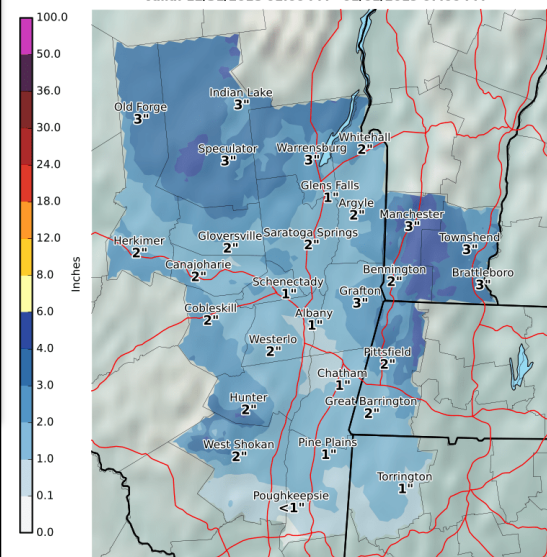 100.0
50.0
36.0
30.0
24.0
18.0
12.0
8.0
6.0
4.0
3.0
2.0
1.0
0.1
0.0
Inches
Indian Lake
3"
Old Forge
3"
Whitehall
2"
Speculator
3"
Warrensburg
3"
Glens Falls
1"
Argyle
2"
Manchester
3"
Herkimer
2"
Gloversville
2"
Saratoga Springs
2"
Townshend
3"
Canajoharie
2"
Bennington
2"
Brattleboro
3"
Schenectady
1"
Grafton
3"
Cobleskill
2"
Albany
1"
Westerlo
2"
Pittsfield
2"
Chatham
1"
Hunter
2"
Great Barrington
2"
West Shokan
2"
Pine Plains
1"
Torrington
1"
Poughkeepsie
<1"